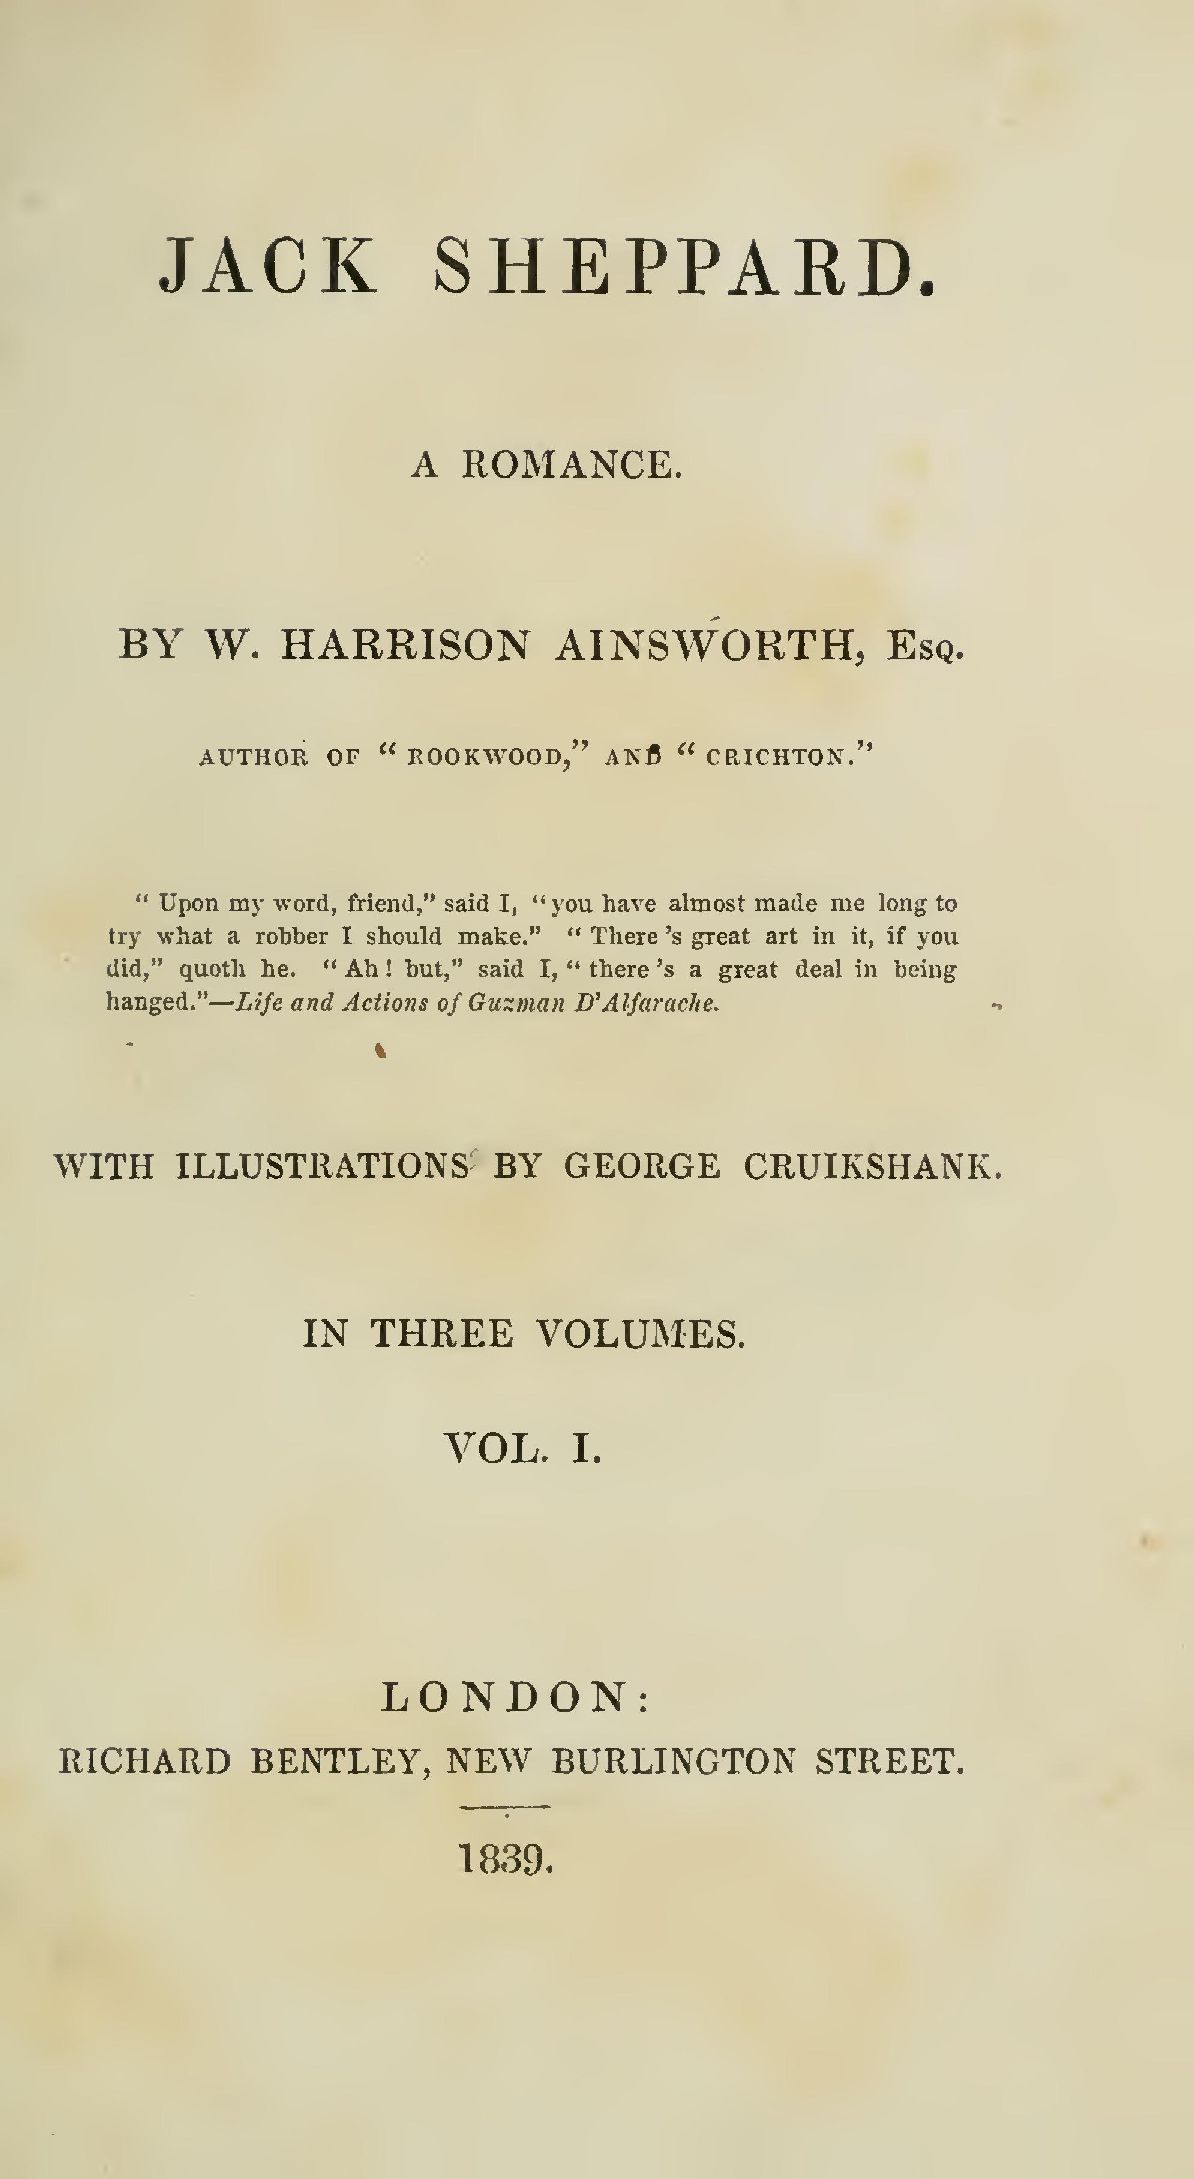 JACK SHEPPARD.
A ROMANCE.
BY W. HARRISON AINSWORTH, Esq.
AUTHOR OF “ ROOKWOOD,” AND “ CRICHTON.”
“ Upon my word, friend,” said I, “you have almost made me long to
try what a robber I should make.” “ There ’s great art in it, if you
did,” quoth he. “ Ah ! but,” said I, “ there ’s a great deal in being
hanged.”—Life and Actions of Guzman D’Alfarache.
WITH ILLUSTRATIONS BY GEORGE CRUIKSHANK.
IN THREE VOLUMES.
VOL. I.
LONDON:
RICHARD BENTLEY, NEW BURLINGTON STREET.
1839.